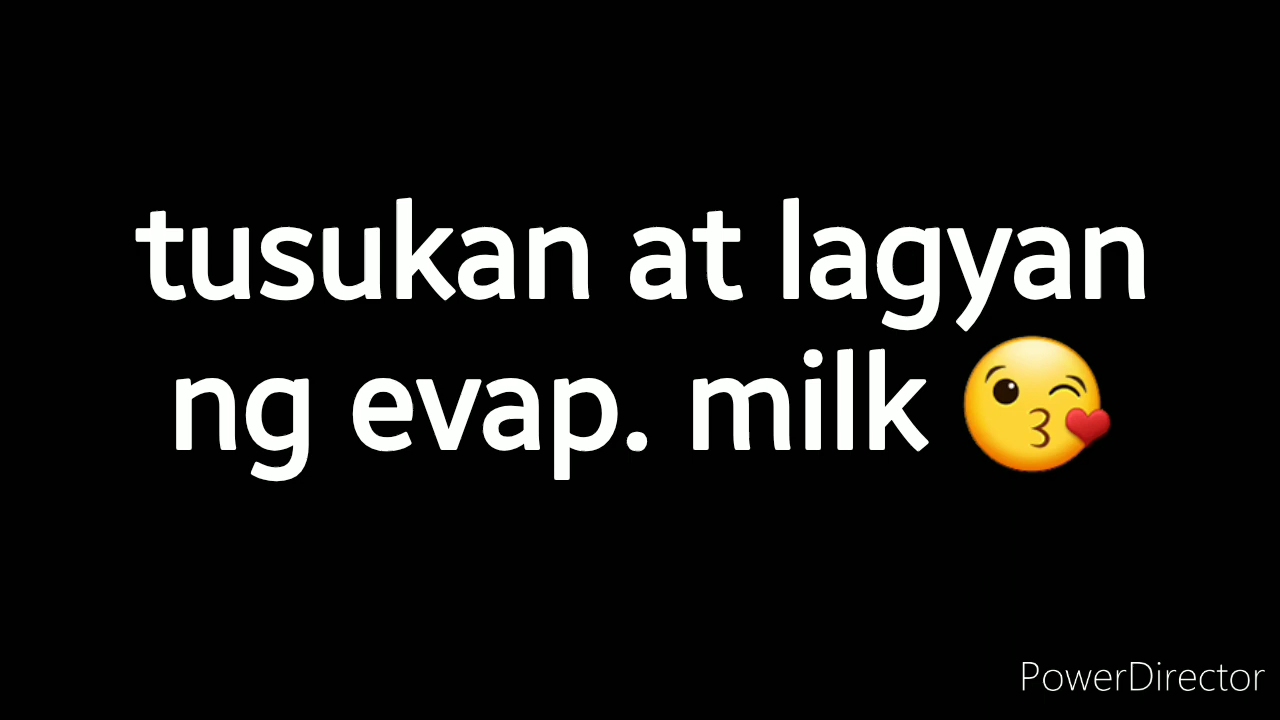 tusukan at lagyan
ng evap. milk 😘
PowerDirector